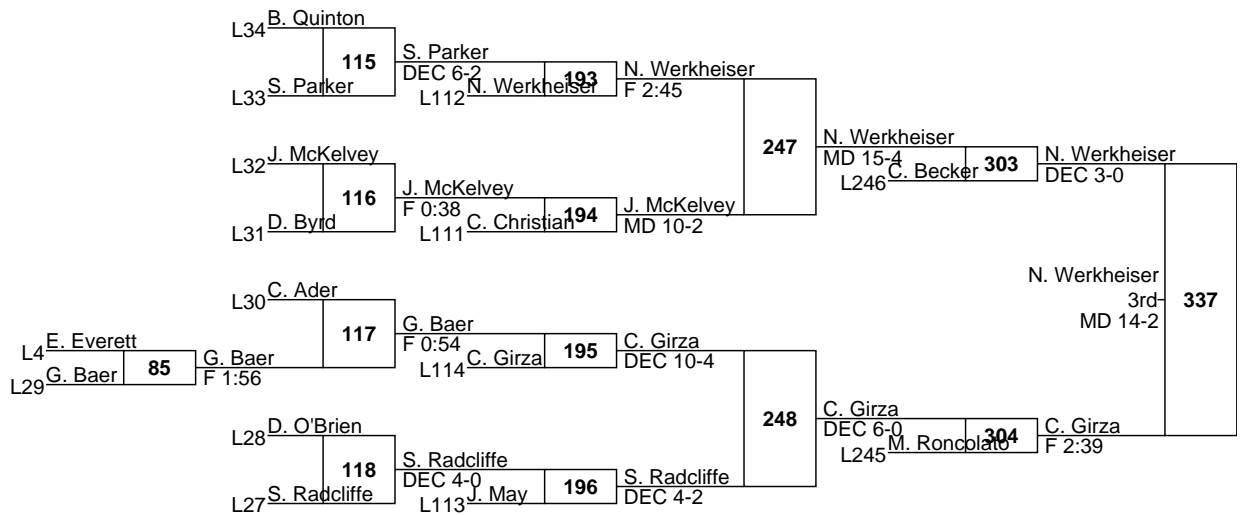 L34 B. Quinton
115
S. Parker
DEC 6-2
L33 S. Parker
193
L112 N. Werkheiser
N. Werkheiser
F 2:45
247
L32 J. McKelvey
116
J. McKelvey
F 0:38
L31 D. Byrd
194
L111 C. Christian
J. McKelvey
MD 10-2
N. Werkheiser
MD 15-4
L246 C. Becker
303
N. Werkheiser
DEC 3-0
N. Werkheiser
3rd
MD 14-2
337
L30 C. Ader
117
L4 E. Everett
85
L29 G. Baer
G. Baer
F 1:56
G. Baer
F 0:54
L114 C. Girza
195
C. Girza
DEC 10-4
248
L28 D. O'Brien
118
L27 S. Radcliffe
S. Radcliffe
DEC 4-0
L113 J. May
196
S. Radcliffe
DEC 4-2
C. Girza
DEC 6-0
L245 M. Roncolato
304
C. Girza
F 2:39